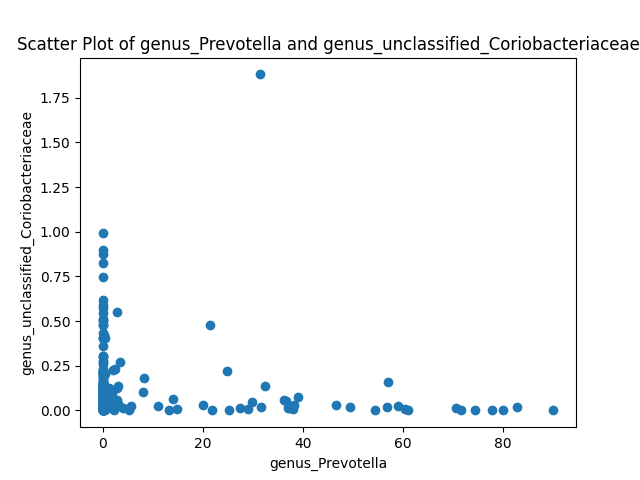 Scatter Plot of genus_Prevotella and genus_unclassified_Coriobacteriaceae
genus_unclassified_Coriobacteriaceae
1.75
1.50
1.25
1.00
0.75
0.50
0.25
0.00
0 20 40 60 80
genus_Prevotella